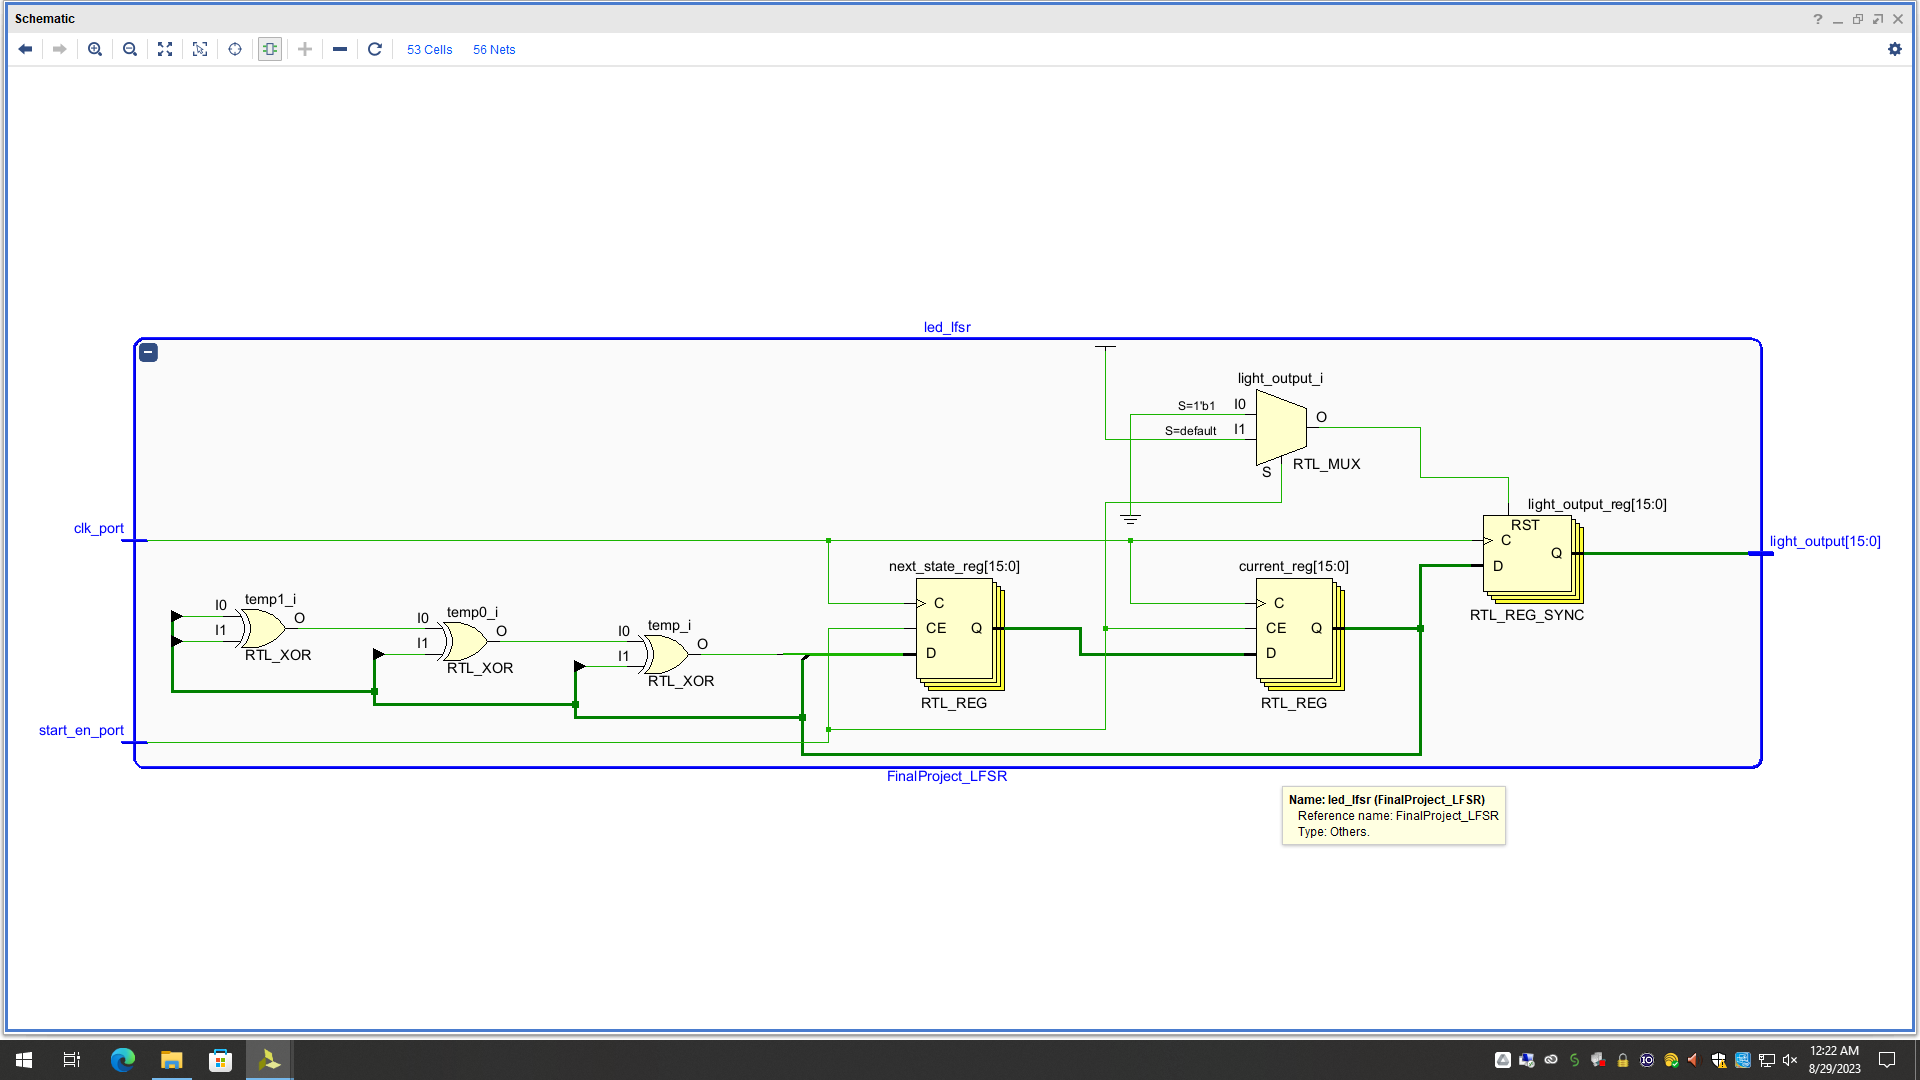 Schematic
53 Cells 56 Nets
led_lfsr
light_output_i
S=1'b1 I0
O
S=default I1
S RTL_MUX
light_output_reg[15:0]
RST
clk_port
C
light_output[15:0]
Q
D
RTL_REG_SYNC
next_state_reg[15:0]
C
CE Q
D
RTL_REG
current_reg[15:0]
C
CE Q
D
RTL_REG
temp1_i
I0
O
I1
RTL_XOR
temp0_i
I0
O
I1
RTL_XOR
temp_i
I0
O
I1
RTL_XOR
start_en_port
FinalProject_LFSR
Name: led_lfsr (FinalProject_LFSR)
Reference name: FinalProject_LFSR
Type: Others.
12:22 AM
8/29/2023